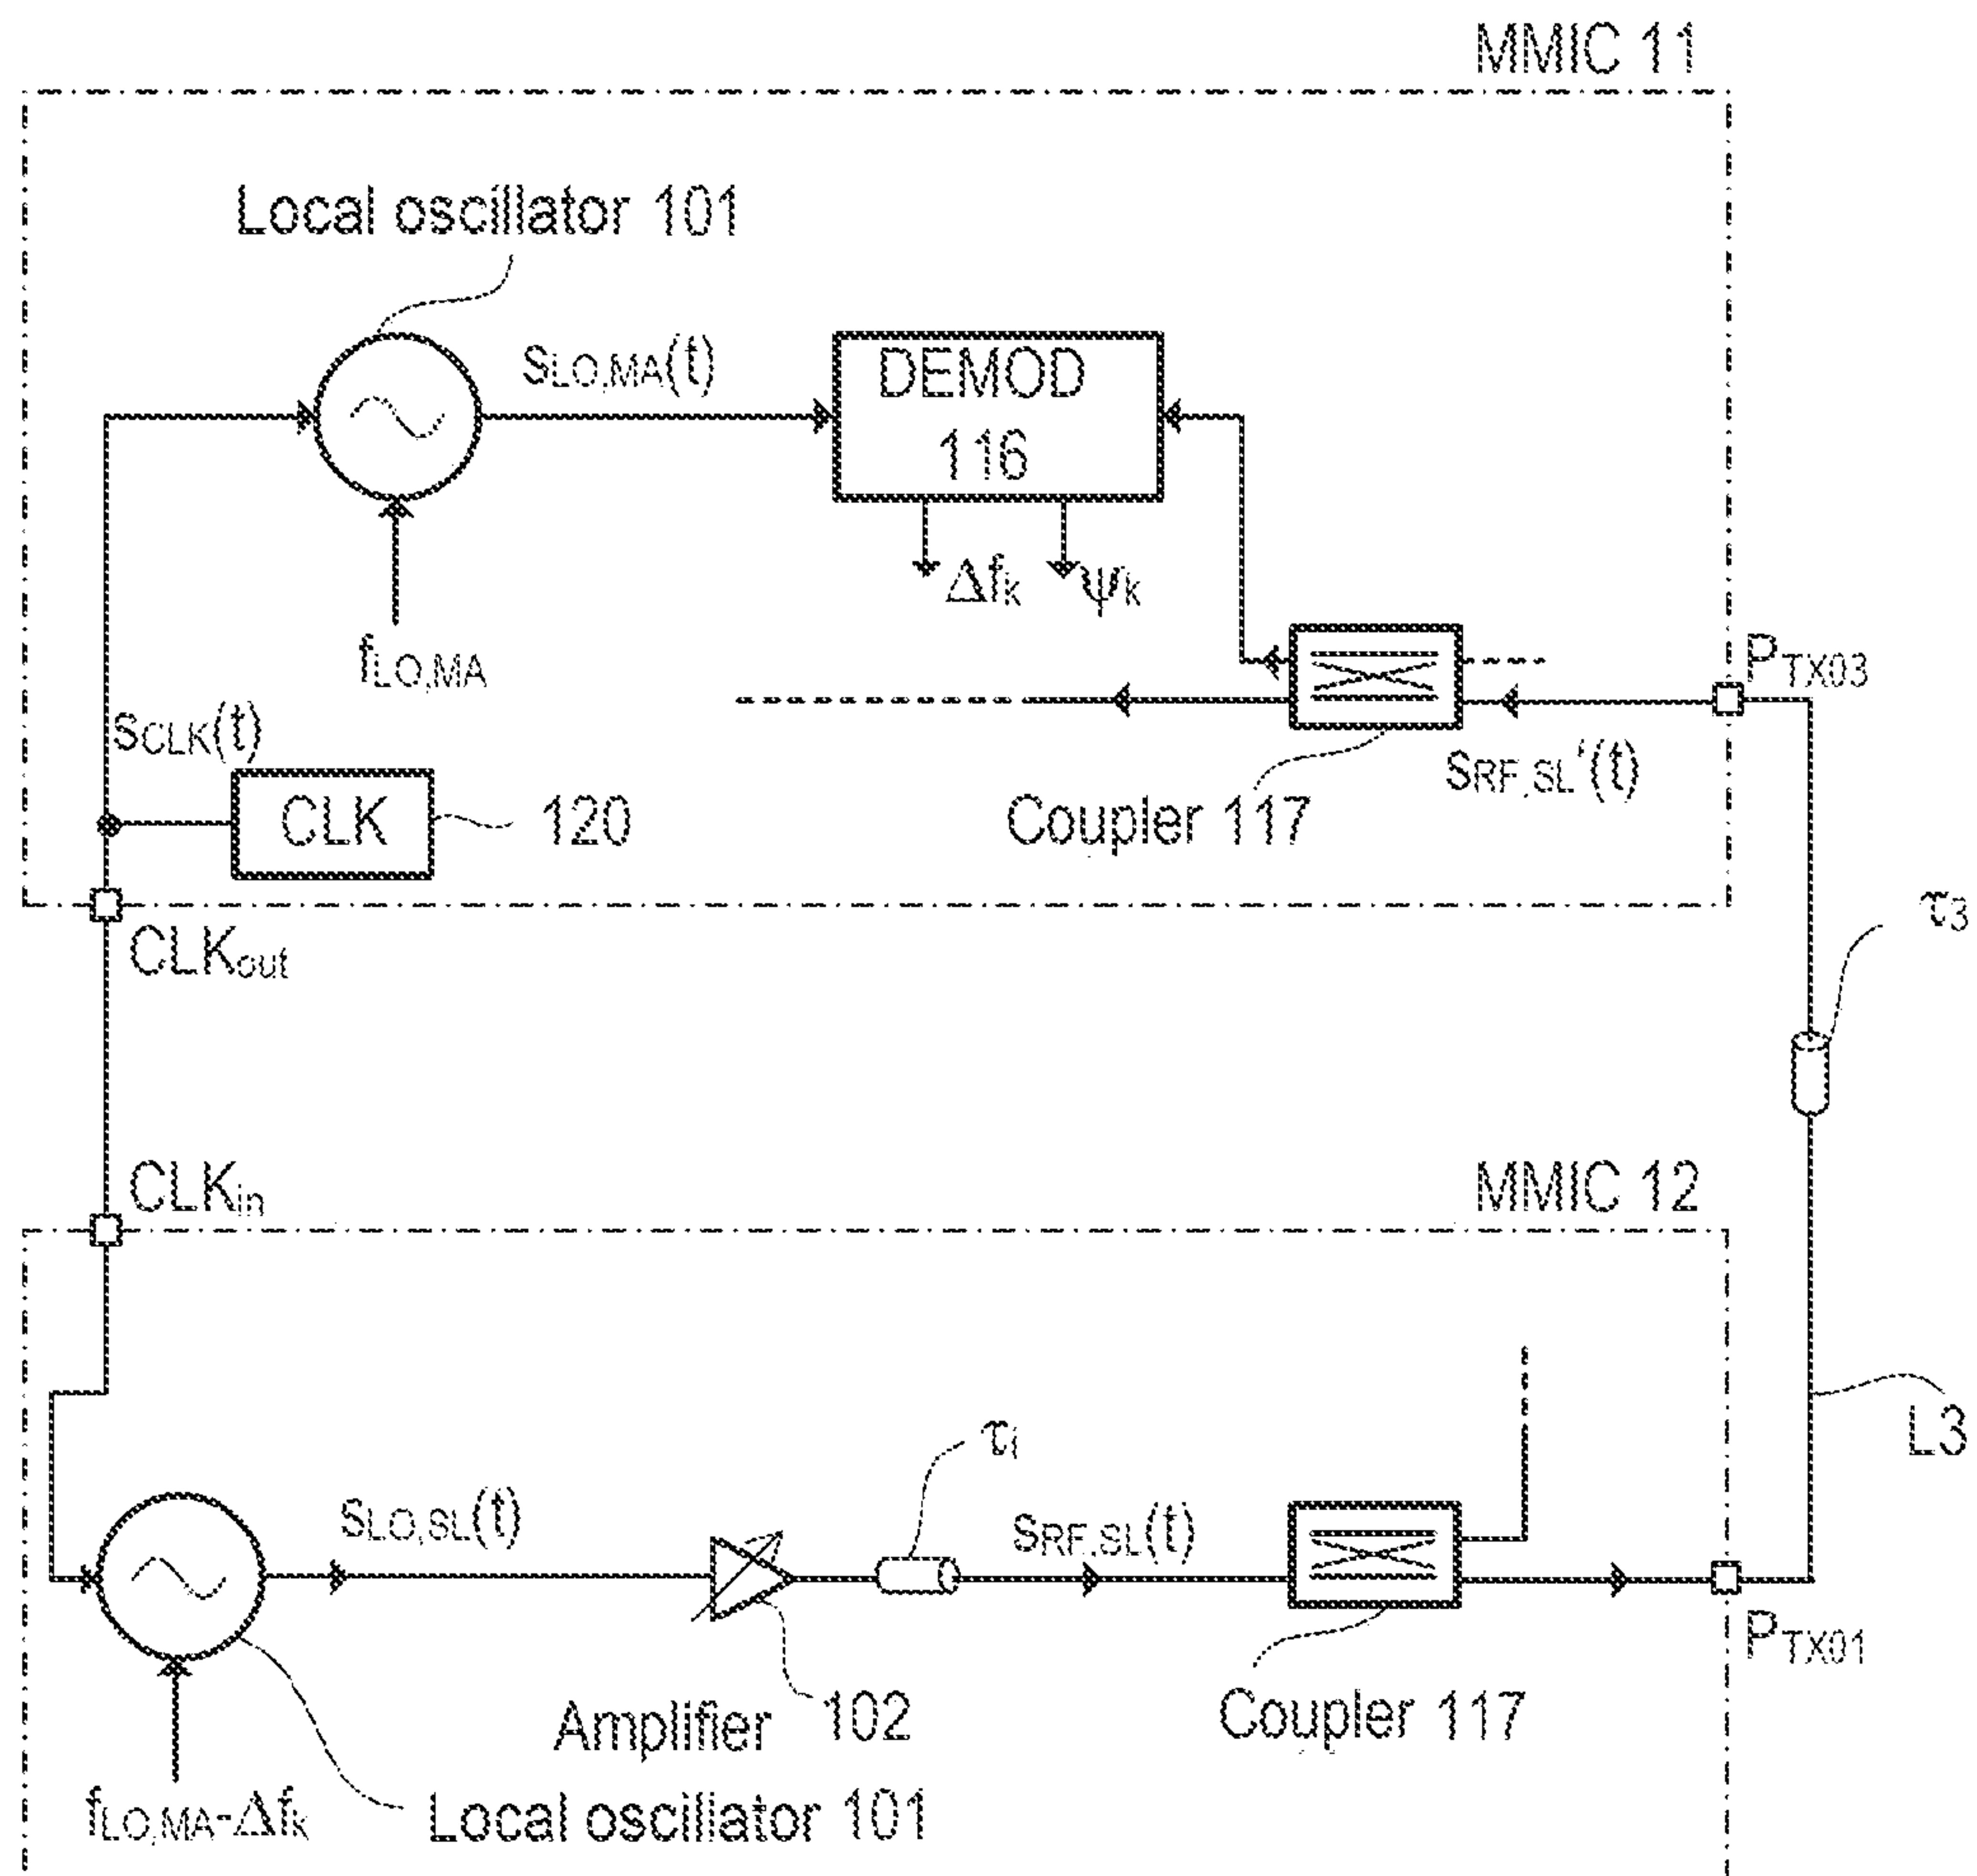 MMIC 11
Local oscillator 101
sLO,MA(t)
DEMOD
116
Δfk ψk
fLO,MA
PTX03
sCLK(t)
sRF,SL'(t)
CLK 120
Coupler 117
τ3
CLKout
CLKin
MMIC 12
L3
τi
sLO,SL(t)
sRF,SL(t)
PTX01
Amplifier 102
Coupler 117
fLO,MA-Δfk
Local oscillator 101